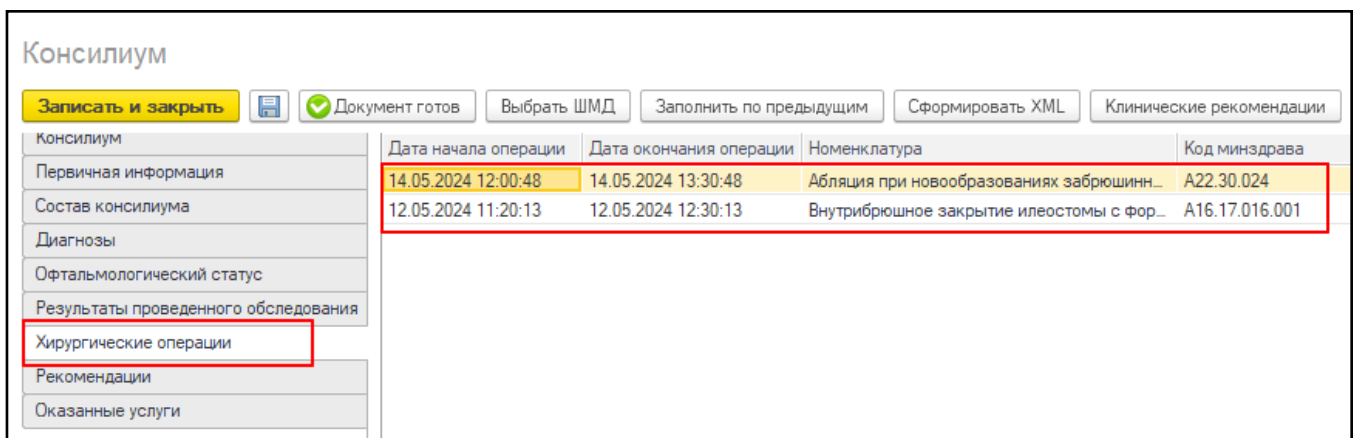 Консилиум
Записать и закрыть Документ готов Выбрать ШМД Заполнить по предыдущим Сформировать XML Клинические рекомендации
Консилиум
Первичная информация
Состав консилиума
Диагнозы
Офтальмологический статус
Результаты проведенного обследования
Хирургические операции
Рекомендации
Оказанные услуги
Дата начала операции Дата окончания операции Номенклатура Код минздрава
14.05.2024 12:00:48 14.05.2024 13:30:48 Абляция при новообразованиях забрюшинн... A22.30.024
12.05.2024 11:20:13 12.05.2024 12:30:13 Внутрибрюшное закрытие илеостомы с фор... A16.17.016.001